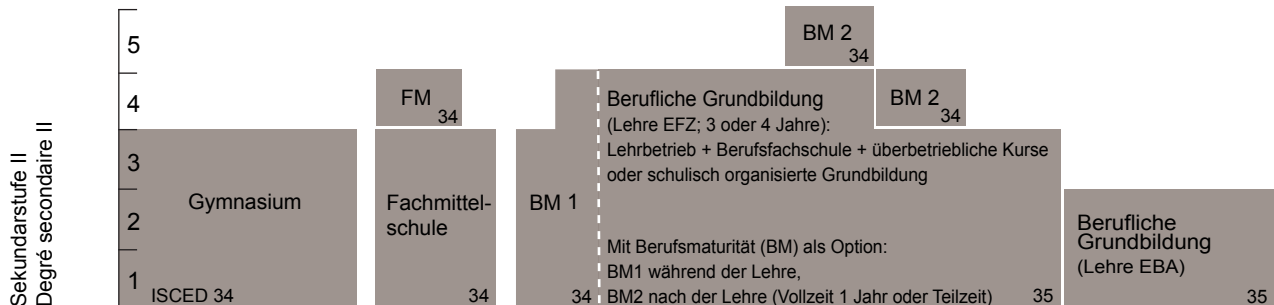 Sekundarstufe II
Degré secondaire II
5
4
3
2
1
Gymnasium
ISCED 34
FM
34
Fachmittel-
schule
34
BM 1
34
Berufliche Grundbildung
(Lehre EFZ; 3 oder 4 Jahre):
Lehrbetrieb + Berufsfachschule + überbetriebliche Kurse
oder schulisch organisierte Grundbildung
Mit Berufsmaturität (BM) als Option:
BM1 während der Lehre,
BM2 nach der Lehre (Vollzeit 1 Jahr oder Teilzeit)
35
BM 2
34
BM 2
34
Berufliche
Grundbildung
(Lehre EBA)
35